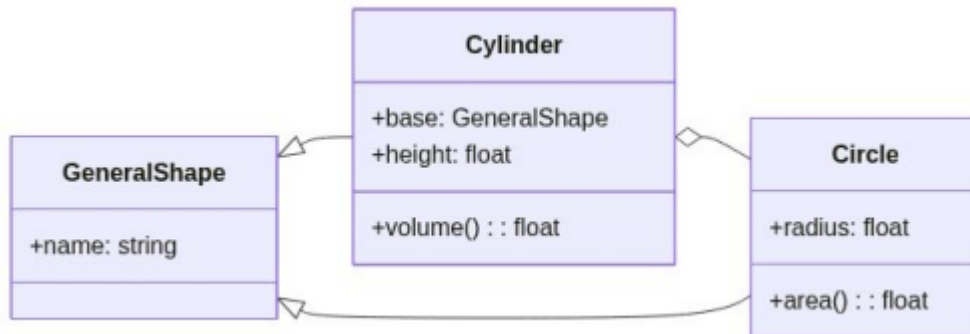 Cylinder
+base: GeneralShape
+height: float
+volume() : : float
GeneralShape
+name: string
Circle
+radius: float
+area() : : float